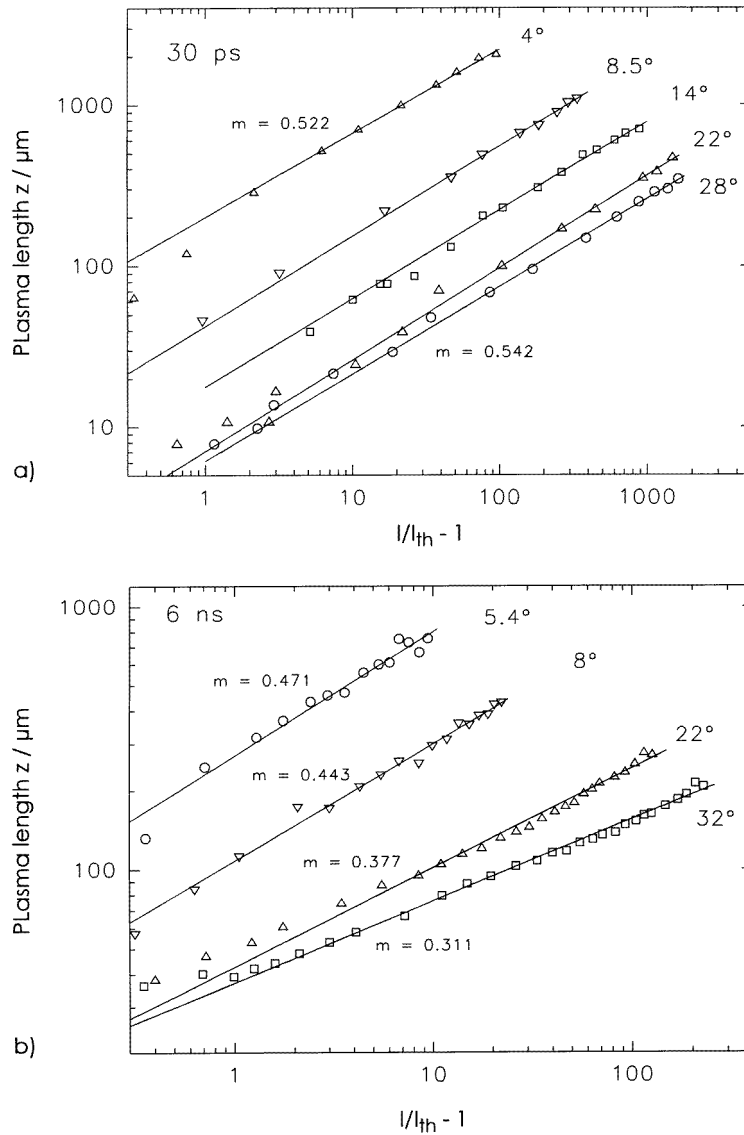 30 ps
4°
8.5°
14°
22°
28°
m = 0.522
m = 0.542
1000
100
10
PLasma length z / µm
1
10
100
1000
I/Ith - 1
a)
6 ns
5.4°
8°
22°
32°
m = 0.471
m = 0.443
m = 0.377
m = 0.311
1000
100
PLasma length z / µm
1
10
100
I/Ith - 1
b)